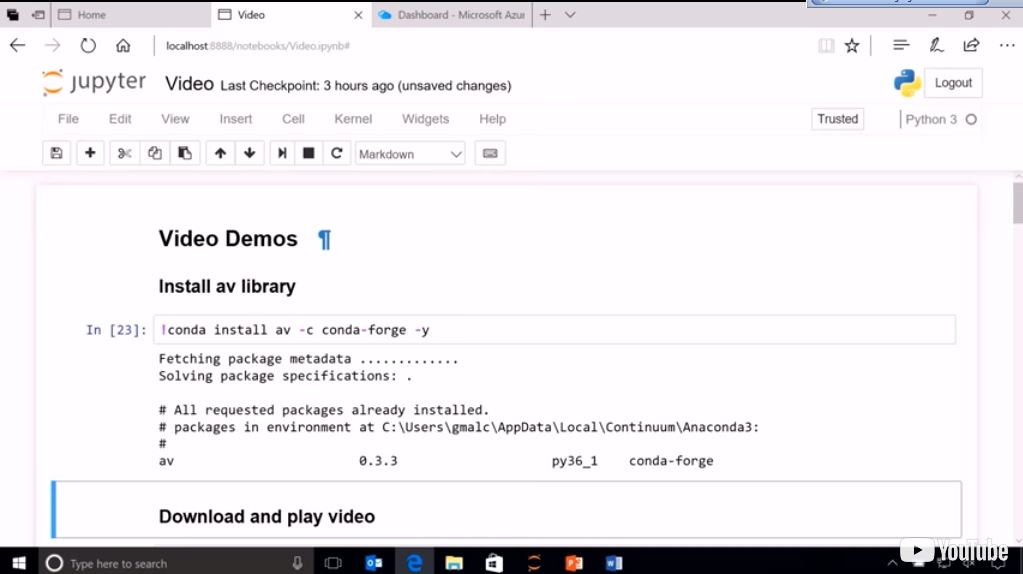 Home
Video
Dashboard - Microsoft Azur
localhost:8888/notebooks/Video.ipynb#
jupyter Video Last Checkpoint: 3 hours ago (unsaved changes)
Logout
File Edit View Insert Cell Kernel Widgets Help
Trusted
Python 3
Markdown
Video Demos ¶
Install av library
In [23]: !conda install av -c conda-forge -y
Fetching package metadata .............
Solving package specifications: .
# All requested packages already installed.
# packages in environment at C:\Users\gmalc\AppData\Local\Continuum\Anaconda3:
#
av 0.3.3 py36_1 conda-forge
Download and play video
Type here to search
YouTube